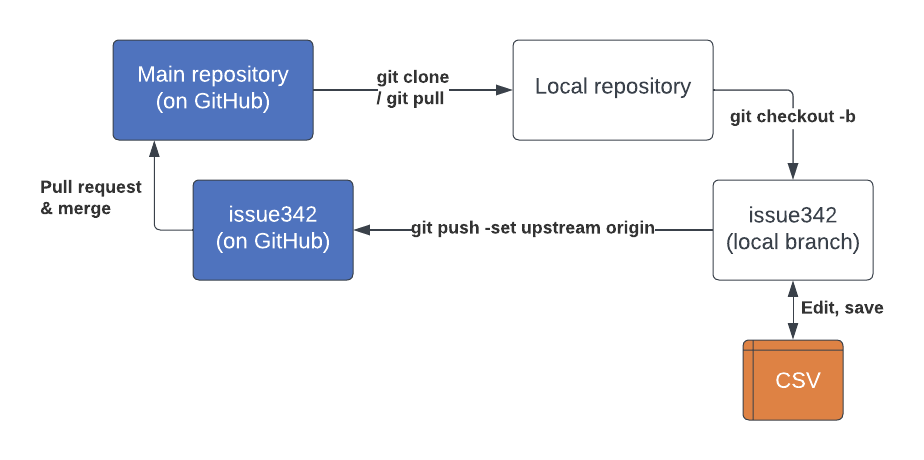 Main repository
(on GitHub)
git clone
/ git pull
Local repository
git checkout -b
Pull request
& merge
issue342
(on GitHub)
git push -set upstream origin
issue342
(local branch)
Edit, save
CSV